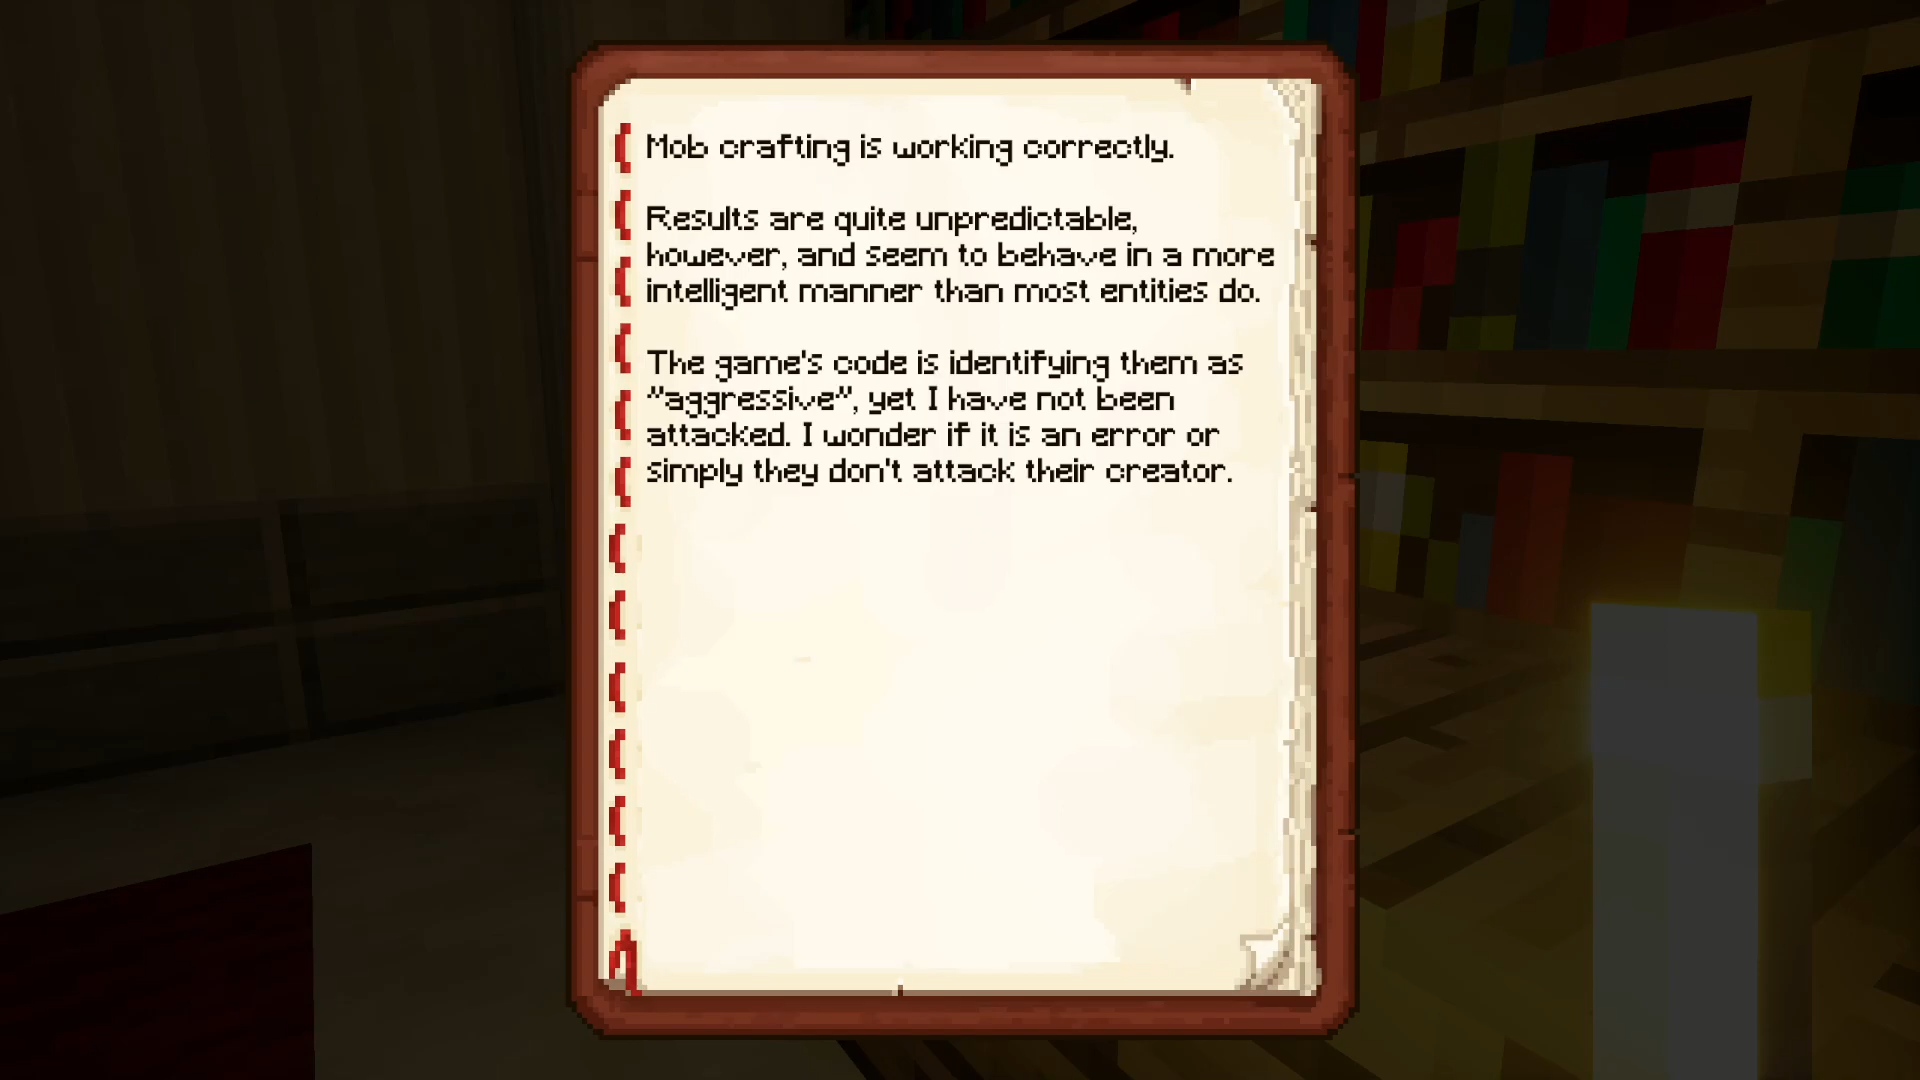 Mob crafting is working correctly.
Results are quite unpredictable,
however, and seem to behave in a more
intelligent manner than most entities do.
The game's code is identifying them as
"aggressive", yet I have not been
attacked. I wonder if it is an error or
simply they don't attack their creator.